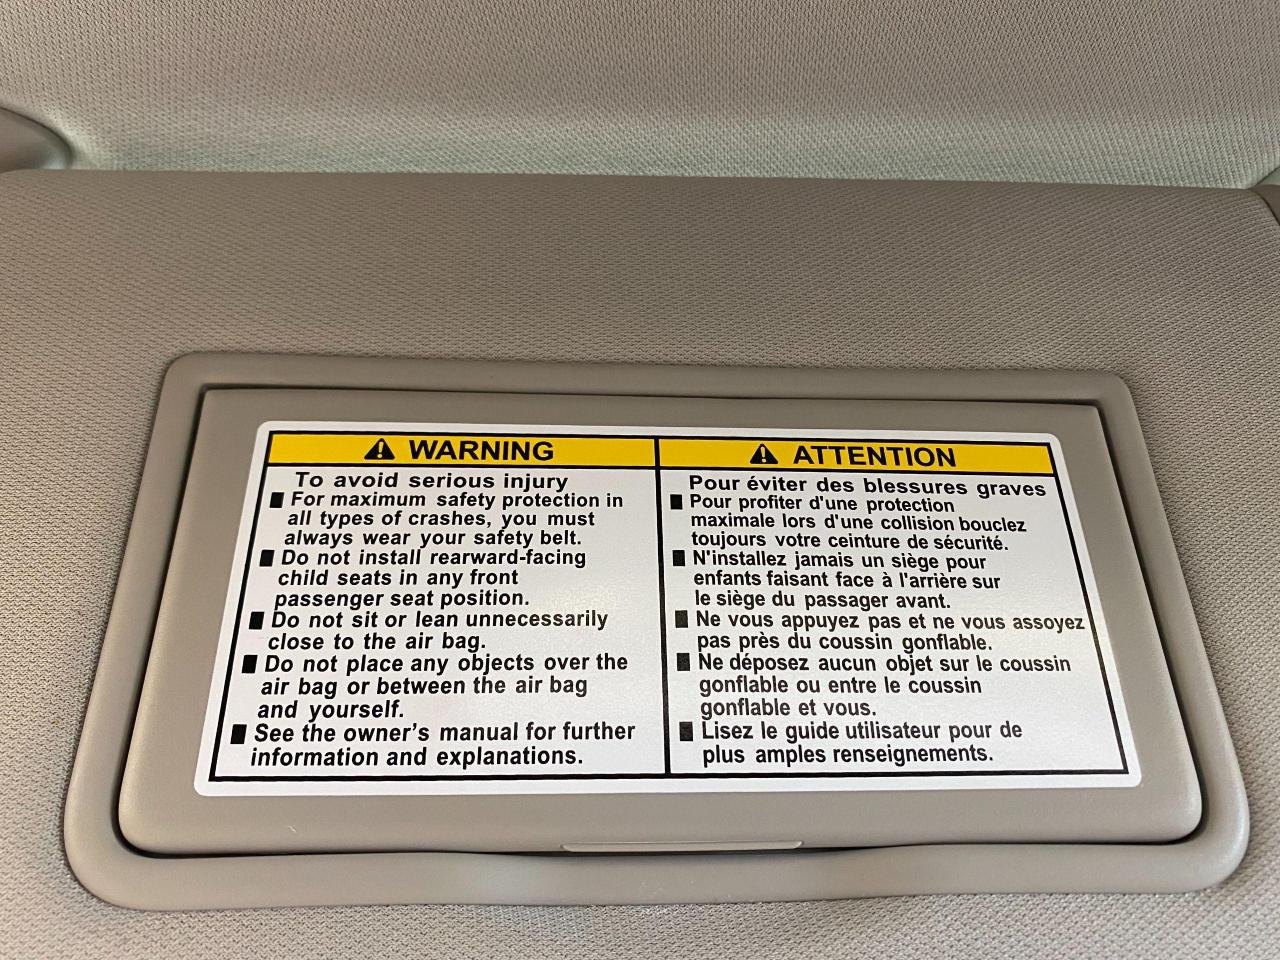 WARNING
To avoid serious injury
■ For maximum safety protection in
all types of crashes, you must
always wear your safety belt.
■ Do not install rearward-facing
child seats in any front
passenger seat position.
■ Do not sit or lean unnecessarily
close to the air bag.
■ Do not place any objects over the
air bag or between the air bag
and yourself.
■ See the owner's manual for further
information and explanations.
ATTENTION
Pour éviter des blessures graves
■ Pour profiter d'une protection
maximale lors d'une collision bouclez
toujours votre ceinture de sécurité.
■ N'installez jamais un siège pour
enfants faisant face à l'arrière sur
le siège du passager avant.
■ Ne vous appuyez pas et ne vous assoyez
pas près du coussin gonflable.
■ Ne déposez aucun objet sur le coussin
gonflable ou entre le coussin
gonflable et vous.
■ Lisez le guide utilisateur pour de
plus amples renseignements.